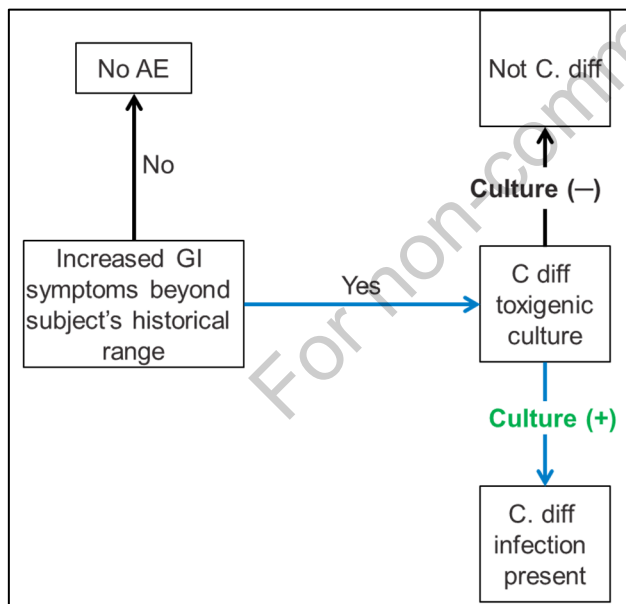 No AE
Not C. diff
No
Culture (—)
Increased GI
symptoms beyond
subject's historical
range
Yes
C diff
toxigenic
culture
Culture (+)
C. diff
infection
present
For non-comm